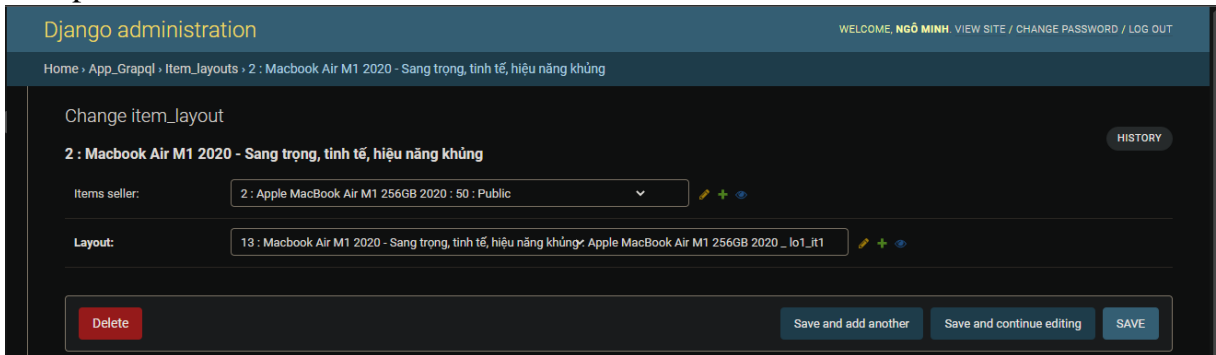 Django administration
WELCOME, NGÔ MINH. VIEW SITE / CHANGE PASSWORD / LOG OUT
Home › App_Grapql › Item_layouts › 2 : Macbook Air M1 2020 - Sang trọng, tinh tế, hiệu năng khủng
Change item_layout
HISTORY
2 : Macbook Air M1 2020 - Sang trọng, tinh tế, hiệu năng khủng
Items seller:
2 : Apple MacBook Air M1 256GB 2020 : 50 : Public
Layout:
13 : Macbook Air M1 2020 - Sang trọng, tinh tế, hiệu năng khủng : Apple MacBook Air M1 256GB 2020 _ lo1_it1
Delete
Save and add another
Save and continue editing
SAVE